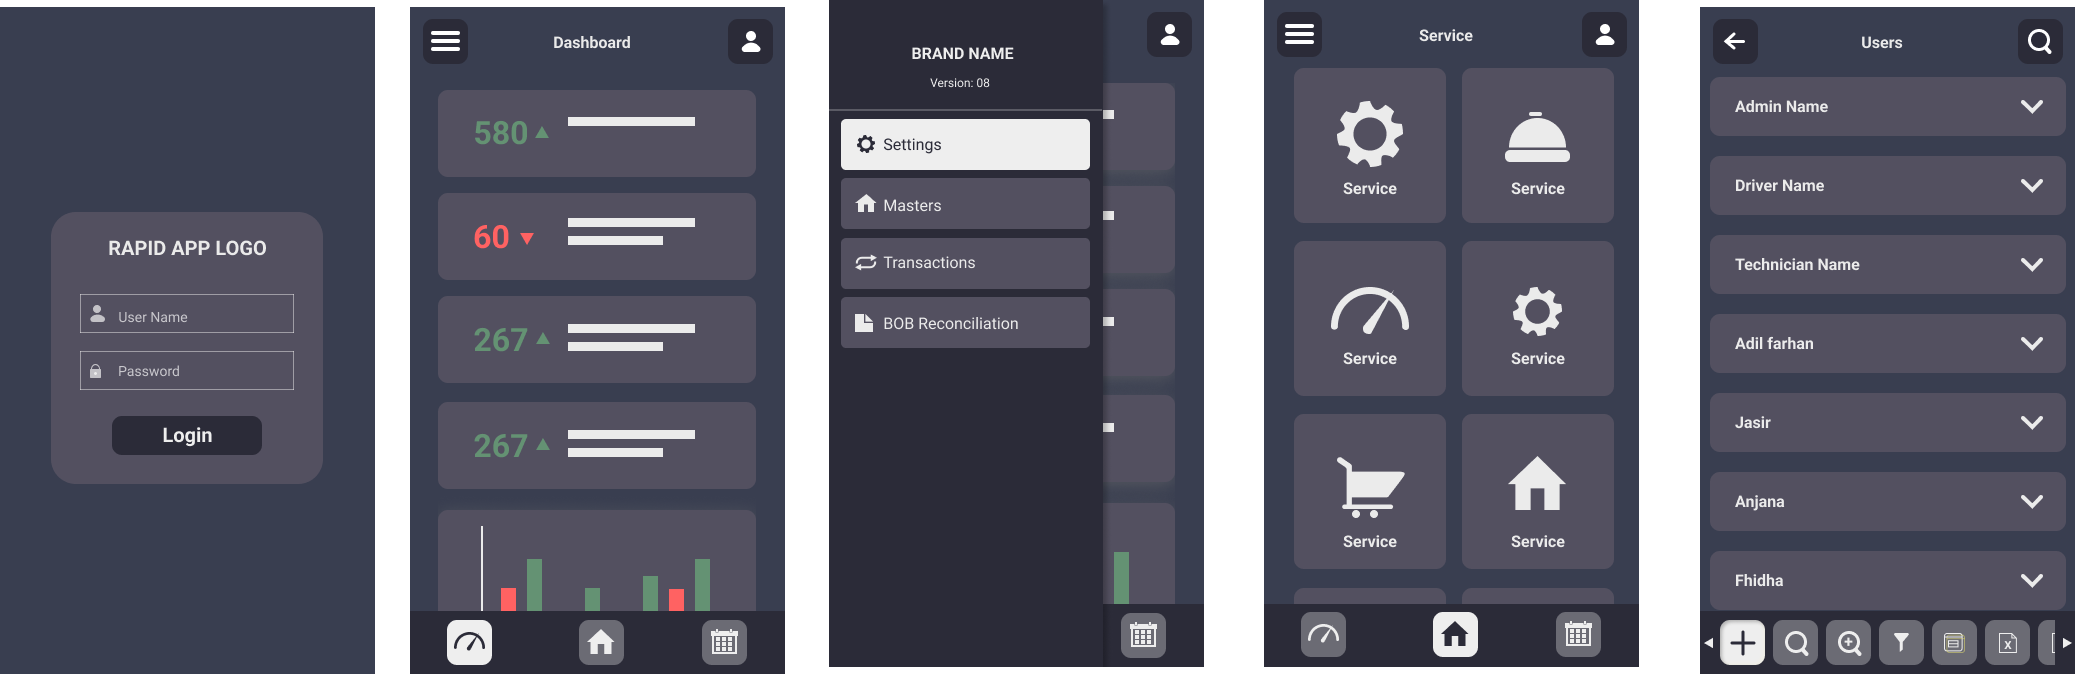 RAPID APP LOGO
User Name
Password
Login
Dashboard
580
60
267
267
BRAND NAME
Version: 08
Settings
Masters
Transactions
BOB Reconciliation
Service
Service
Service
Service
Service
Service
Service
Users
Admin Name
Driver Name
Technician Name
Adil farhan
Jasir
Anjana
Fhidha
X